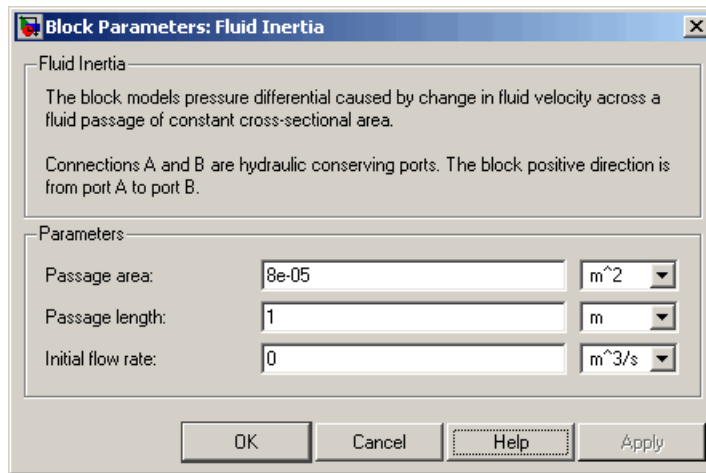 Block Parameters: Fluid Inertia
Fluid Inertia
The block models pressure differential caused by change in fluid velocity across a
fluid passage of constant cross-sectional area.
Connections A and B are hydraulic conserving ports. The block positive direction is
from port A to port B.
Parameters
Passage area: 8e-05 m^2
Passage length: 1 m
Initial flow rate: 0 m^3/s
OK Cancel Help Apply